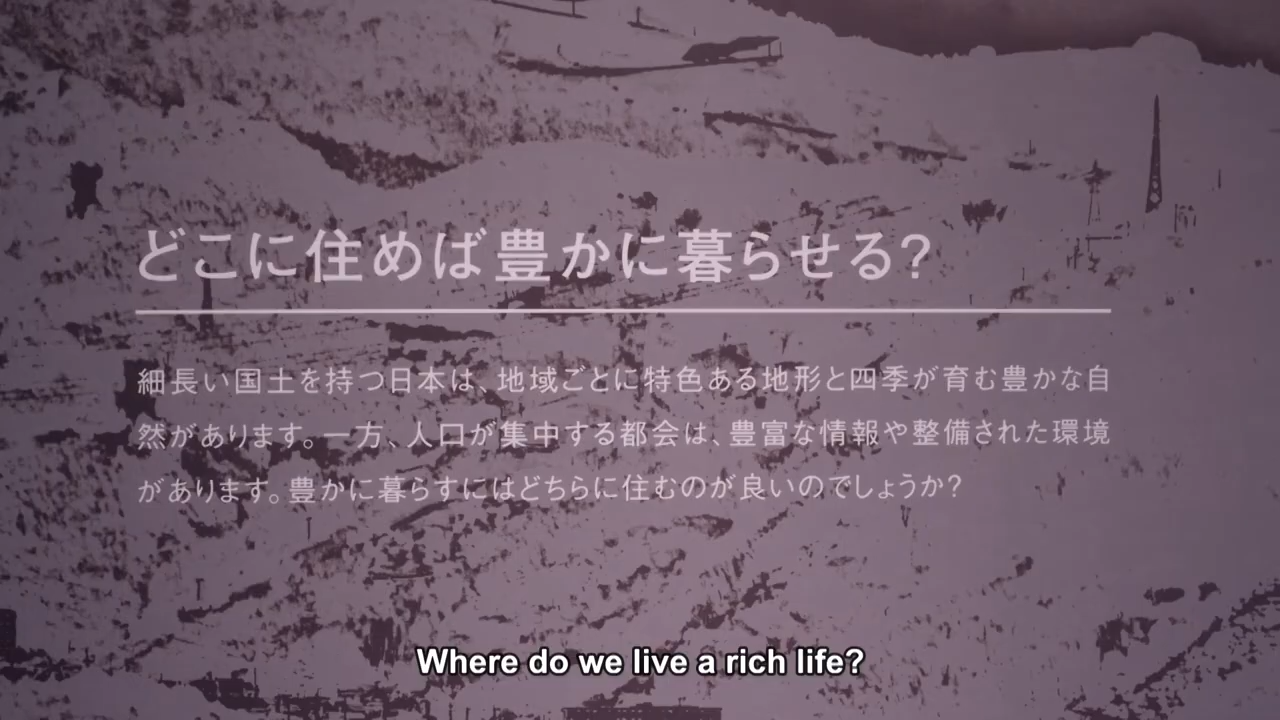 どこに住めば豊かに暮らせる?
細長い国土を持つ日本は、地域ごとに特色ある地形と四季が育む豊かな自
然があります。一方、人口が集中する都会は、豊富な情報や整備された環境
があります。豊かに暮らすにはどちらに住むのが良いのでしょうか?
Where do we live a rich life?